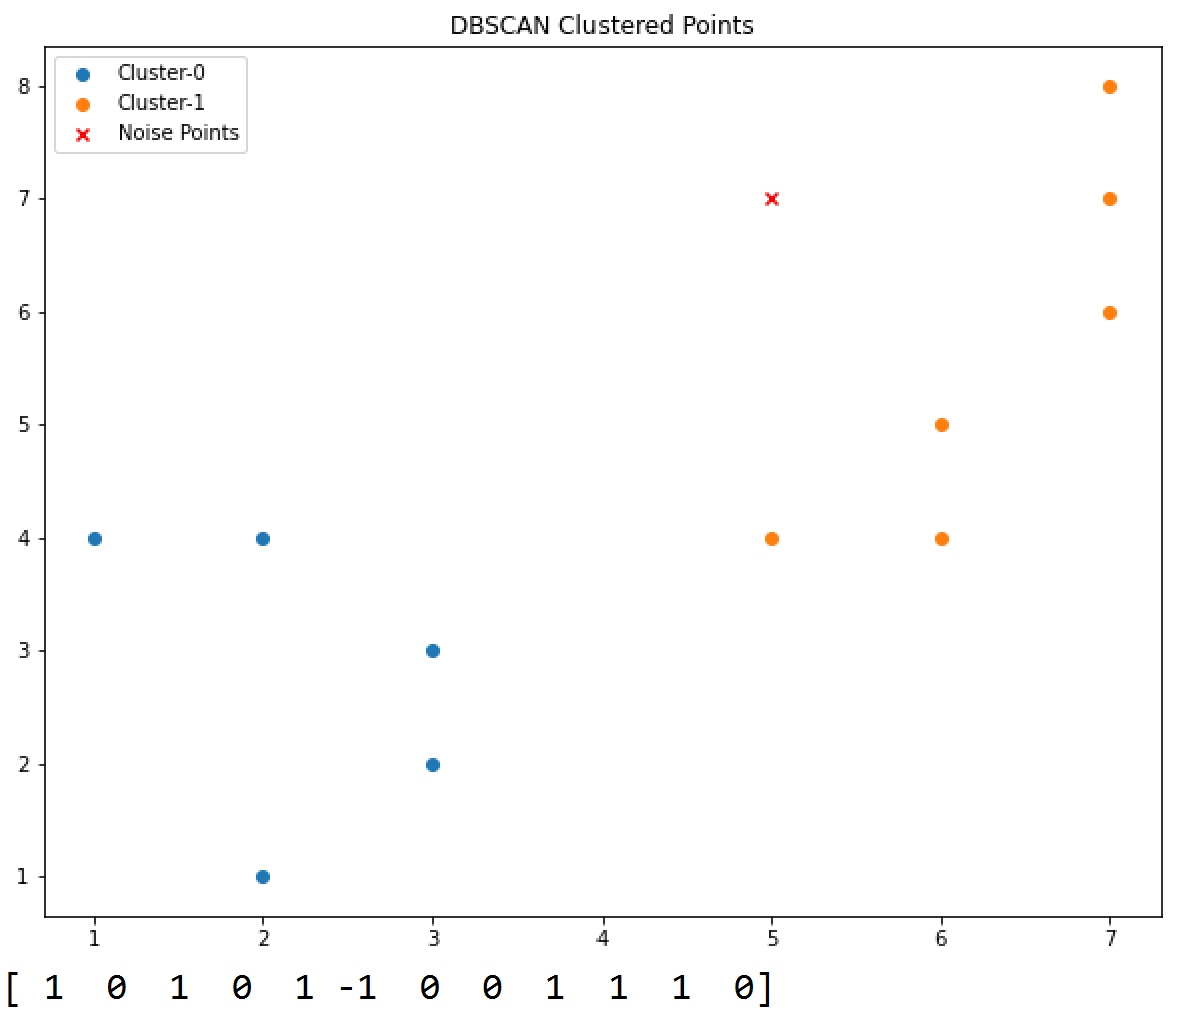 DBSCAN Clustered Points
Cluster-0
Cluster-1
Noise Points
8
7
6
5
4
3
2
1
1 2 3 4 5 6 7
[ 1 0 1 0 1 -1 0 0 1 1 1 0]